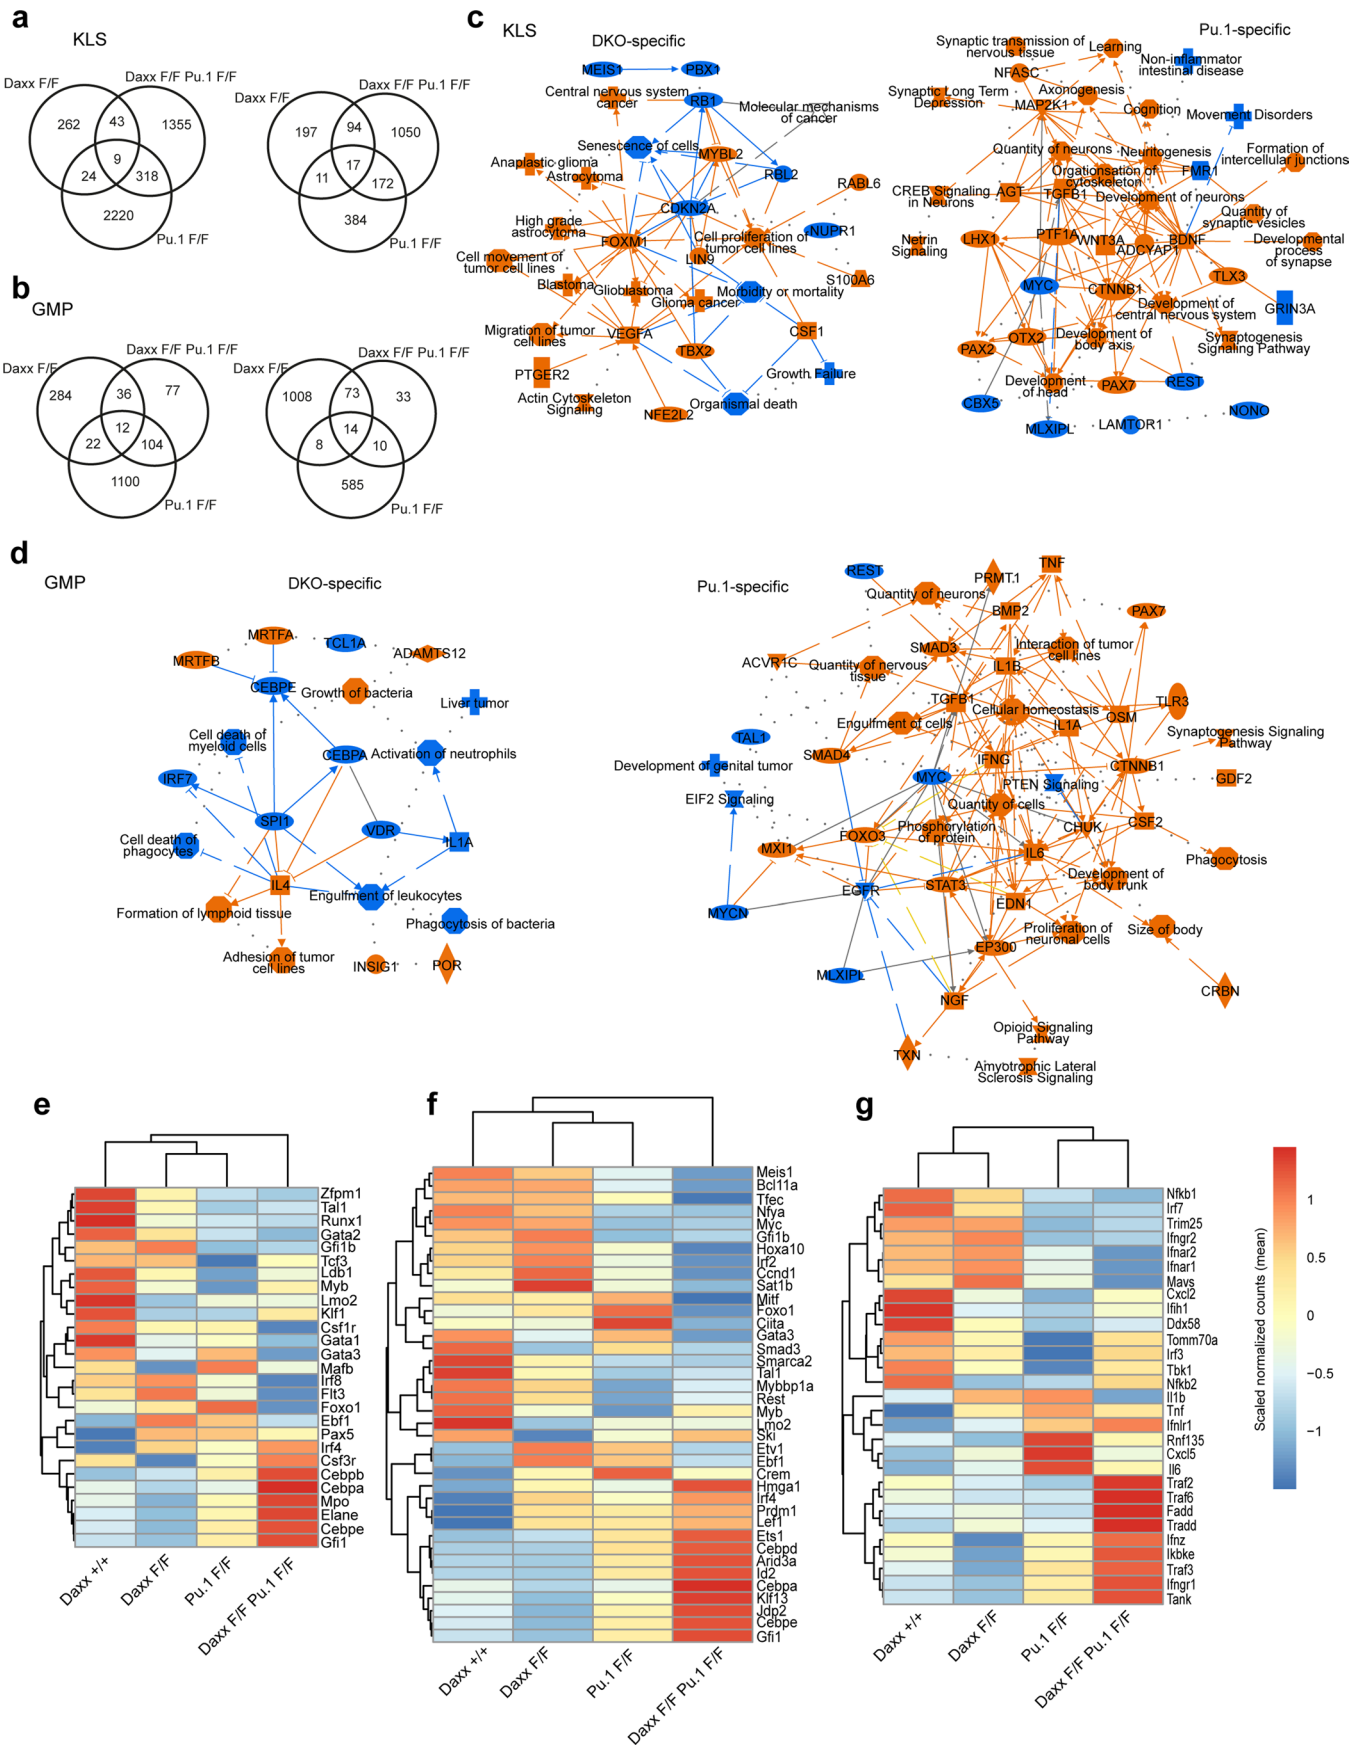 a
KLS
Daxx F/F
Daxx F/F Pu.1 F/F
262
43
1355
9
24
318
2220
Pu.1 F/F
Daxx F/F
Daxx F/F Pu.1 F/F
197
94
1050
17
11
172
384
Pu.1 F/F
b
GMP
Daxx F/F
Daxx F/F Pu.1 F/F
284
36
77
12
22
104
1100
Pu.1 F/F
Daxx F/F
Daxx F/F Pu.1 F/F
1008
73
33
14
8
10
585
Pu.1 F/F
c
KLS
DKO-specific
MEIS1
PBX1
Central nervous system
cancer
RB1
Molecular mechanisms
of cancer
Senescence of cells
MYBL2
Anaplastic glioma
Astrocytoma
RBL2
RABL6
CDKN2A
High grade
astrocytoma
FOXM1
Cell proliferation of
tumor cell lines
NUPR1
LIN9
Cell movement of
tumor cell lines
S100A6
Blastoma
Glioblastoma
Glioma cancer
Morbidity or mortality
Migration of tumor
cell lines
VEGFA
CSF1
TBX2
PTGER2
Growth Failure
Actin Cytoskeleton
Signaling
NFE2L2
Organismal death
Pu.1-specific
Synaptic transmission of
nervous tissue
Learning
Non-inflammator
intestinal disease
NFASC
Synaptic Long Term
Depression
Axonogenesis
MAP2K1
Cognition
Movement Disorders
Quantity of neurons
Neuritogenesis
Formation of
intercellular junctions
Orgationsation of
cytoskeleton
FMR1
CREB Signaling
in Neurons
AGT
TGFB1
Development of neurons
Quantity of
synaptic vesicles
LHX1
PTF1A
WNT3A
ADCYAP1
BDNF
Netrin
Signaling
Developmental
process
of synapse
TLX3
MYC
CTNNB1
Development of
central nervous system
GRIN3A
OTX2
Development of
body axis
Synaptogenesis
Signaling Pathway
PAX2
Development
of head
PAX7
REST
CBX5
MLXIPL
LAMTOR1
NONO
d
GMP
DKO-specific
MRTFA
TCL1A
ADAMTS12
MRTFB
CEBPE
Growth of bacteria
Liver tumor
Cell death of
myeloid cells
CEBPA
Activation of neutrophils
IRF7
SPI1
VDR
IL1A
Cell death of
phagocytes
IL4
Engulfment of leukocytes
Formation of lymphoid tissue
Phagocytosis of bacteria
Adhesion of tumor
cell lines
INSIG1
POR
Pu.1-specific
REST
PRMT.1
TNF
Quantity of neurons
BMP2
PAX7
SMAD3
Interaction of tumor
cell lines
ACVR1C
Quantity of nervous
tissue
IL1B
TGFB1
Cellular homeostasis
TLR3
OSM
Engulfment of cells
IL1A
TAL1
SMAD4
IFNG
CTNNB1
Synaptogenesis Signaling
Pathway
Development of genital tumor
MYC
PTEN Signaling
GDF2
EIF2 Signaling
Quantity of cells
CSF2
FOXO3
Phosphorylation
of protein
CHUK
MXI1
IL6
Phagocytosis
EGFR
STAT3
Development of
body trunk
MYCN
EDN1
Proliferation of
neuronal cells
Size of body
EP300
MLXIPL
NGF
CRBN
Opioid Signaling
Pathway
TXN
Amyotrophic Lateral
Sclerosis Signaling
e
Zfpm1
Tal1
Runx1
Gata2
Gfi1b
Tcf3
Ldb1
Myb
Lmo2
Klf1
Csf1r
Gata1
Gata3
Mafb
Irf8
Flt3
Foxo1
Ebf1
Pax5
Irf4
Csf3r
Cebpb
Cebpa
Mpo
Elane
Cebpe
Gfi1
Daxx +/+
Daxx F/F
Pu.1 F/F
Daxx F/F Pu.1 F/F
f
Meis1
Bcl11a
Tfec
Nfya
Myc
Gfi1b
Hoxa10
Irf2
Ccnd1
Sat1b
Mitf
Foxo1
Ciita
Gata3
Smad3
Smarca2
Tal1
Mybbp1a
Rest
Myb
Lmo2
Ski
Etv1
Ebf1
Crem
Hmga1
Irf4
Prdm1
Lef1
Ets1
Cebpd
Arid3a
Id2
Cebpa
Klf13
Jdp2
Cebpe
Gfi1
Daxx +/+
Daxx F/F
Pu.1 F/F
Daxx F/F Pu.1 F/F
g
Nfkb1
Irf7
Trim25
Ifngr2
Ifnar2
Ifnar1
Mavs
Cxcl2
Ifih1
Ddx58
Tomm70a
Irf3
Tbk1
Nfkb2
Il1b
Tnf
Ifnlr1
Rnf135
Cxcl5
Il6
Traf2
Traf6
Fadd
Tradd
Ifnz
Ikbke
Traf3
Ifngr1
Tank
Daxx +/+
Daxx F/F
Pu.1 F/F
Daxx F/F Pu.1 F/F
1
0.5
0
−0.5
−1
Scaled normalized counts (mean)